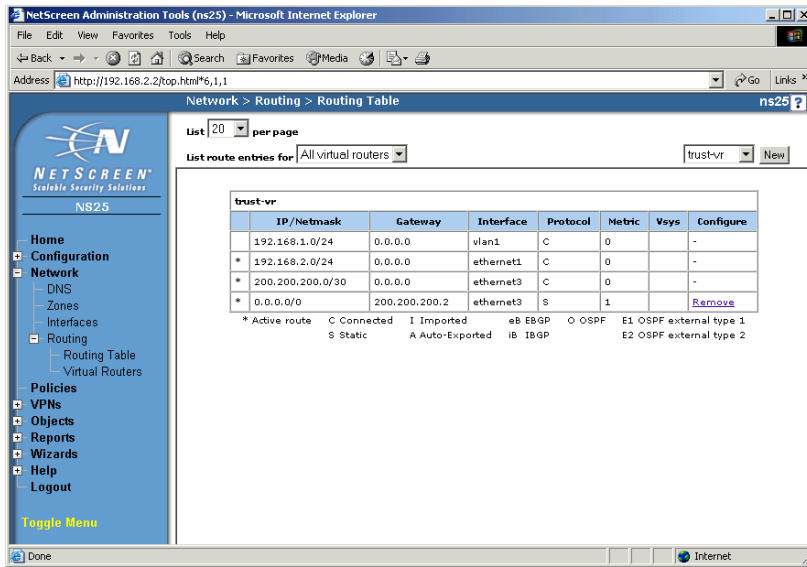 NetScreen Administration Tools (ns25) - Microsoft Internet Explorer
File Edit View Favorites Tools Help
Back Search Favorites Media
Address http://192.168.2.2/top.html*6,1,1 Go Links »
Network > Routing > Routing Table ns25 ?
List 20 per page
List route entries for All virtual routers trust-vr New
N
NETSCREEN
Scalable Security Solutions
NS25
Home
Configuration
Network
DNS
Zones
Interfaces
Routing
Routing Table
Virtual Routers
Policies
VPNs
Objects
Reports
Wizards
Help
Logout
Toggle Menu
trust-vr
IP/Netmask Gateway Interface Protocol Metric Vsys Configure
192.168.1.0/24 0.0.0.0 vlan1 C 0 -
* 192.168.2.0/24 0.0.0.0 ethernet1 C 0 -
* 200.200.200.0/30 0.0.0.0 ethernet3 C 0 -
* 0.0.0.0/0 200.200.200.2 ethernet3 S 1 Remove
* Active route C Connected I Imported eB EBGP O OSPF E1 OSPF external type 1
S Static A Auto-Exported iB IBGP E2 OSPF external type 2
Done Internet